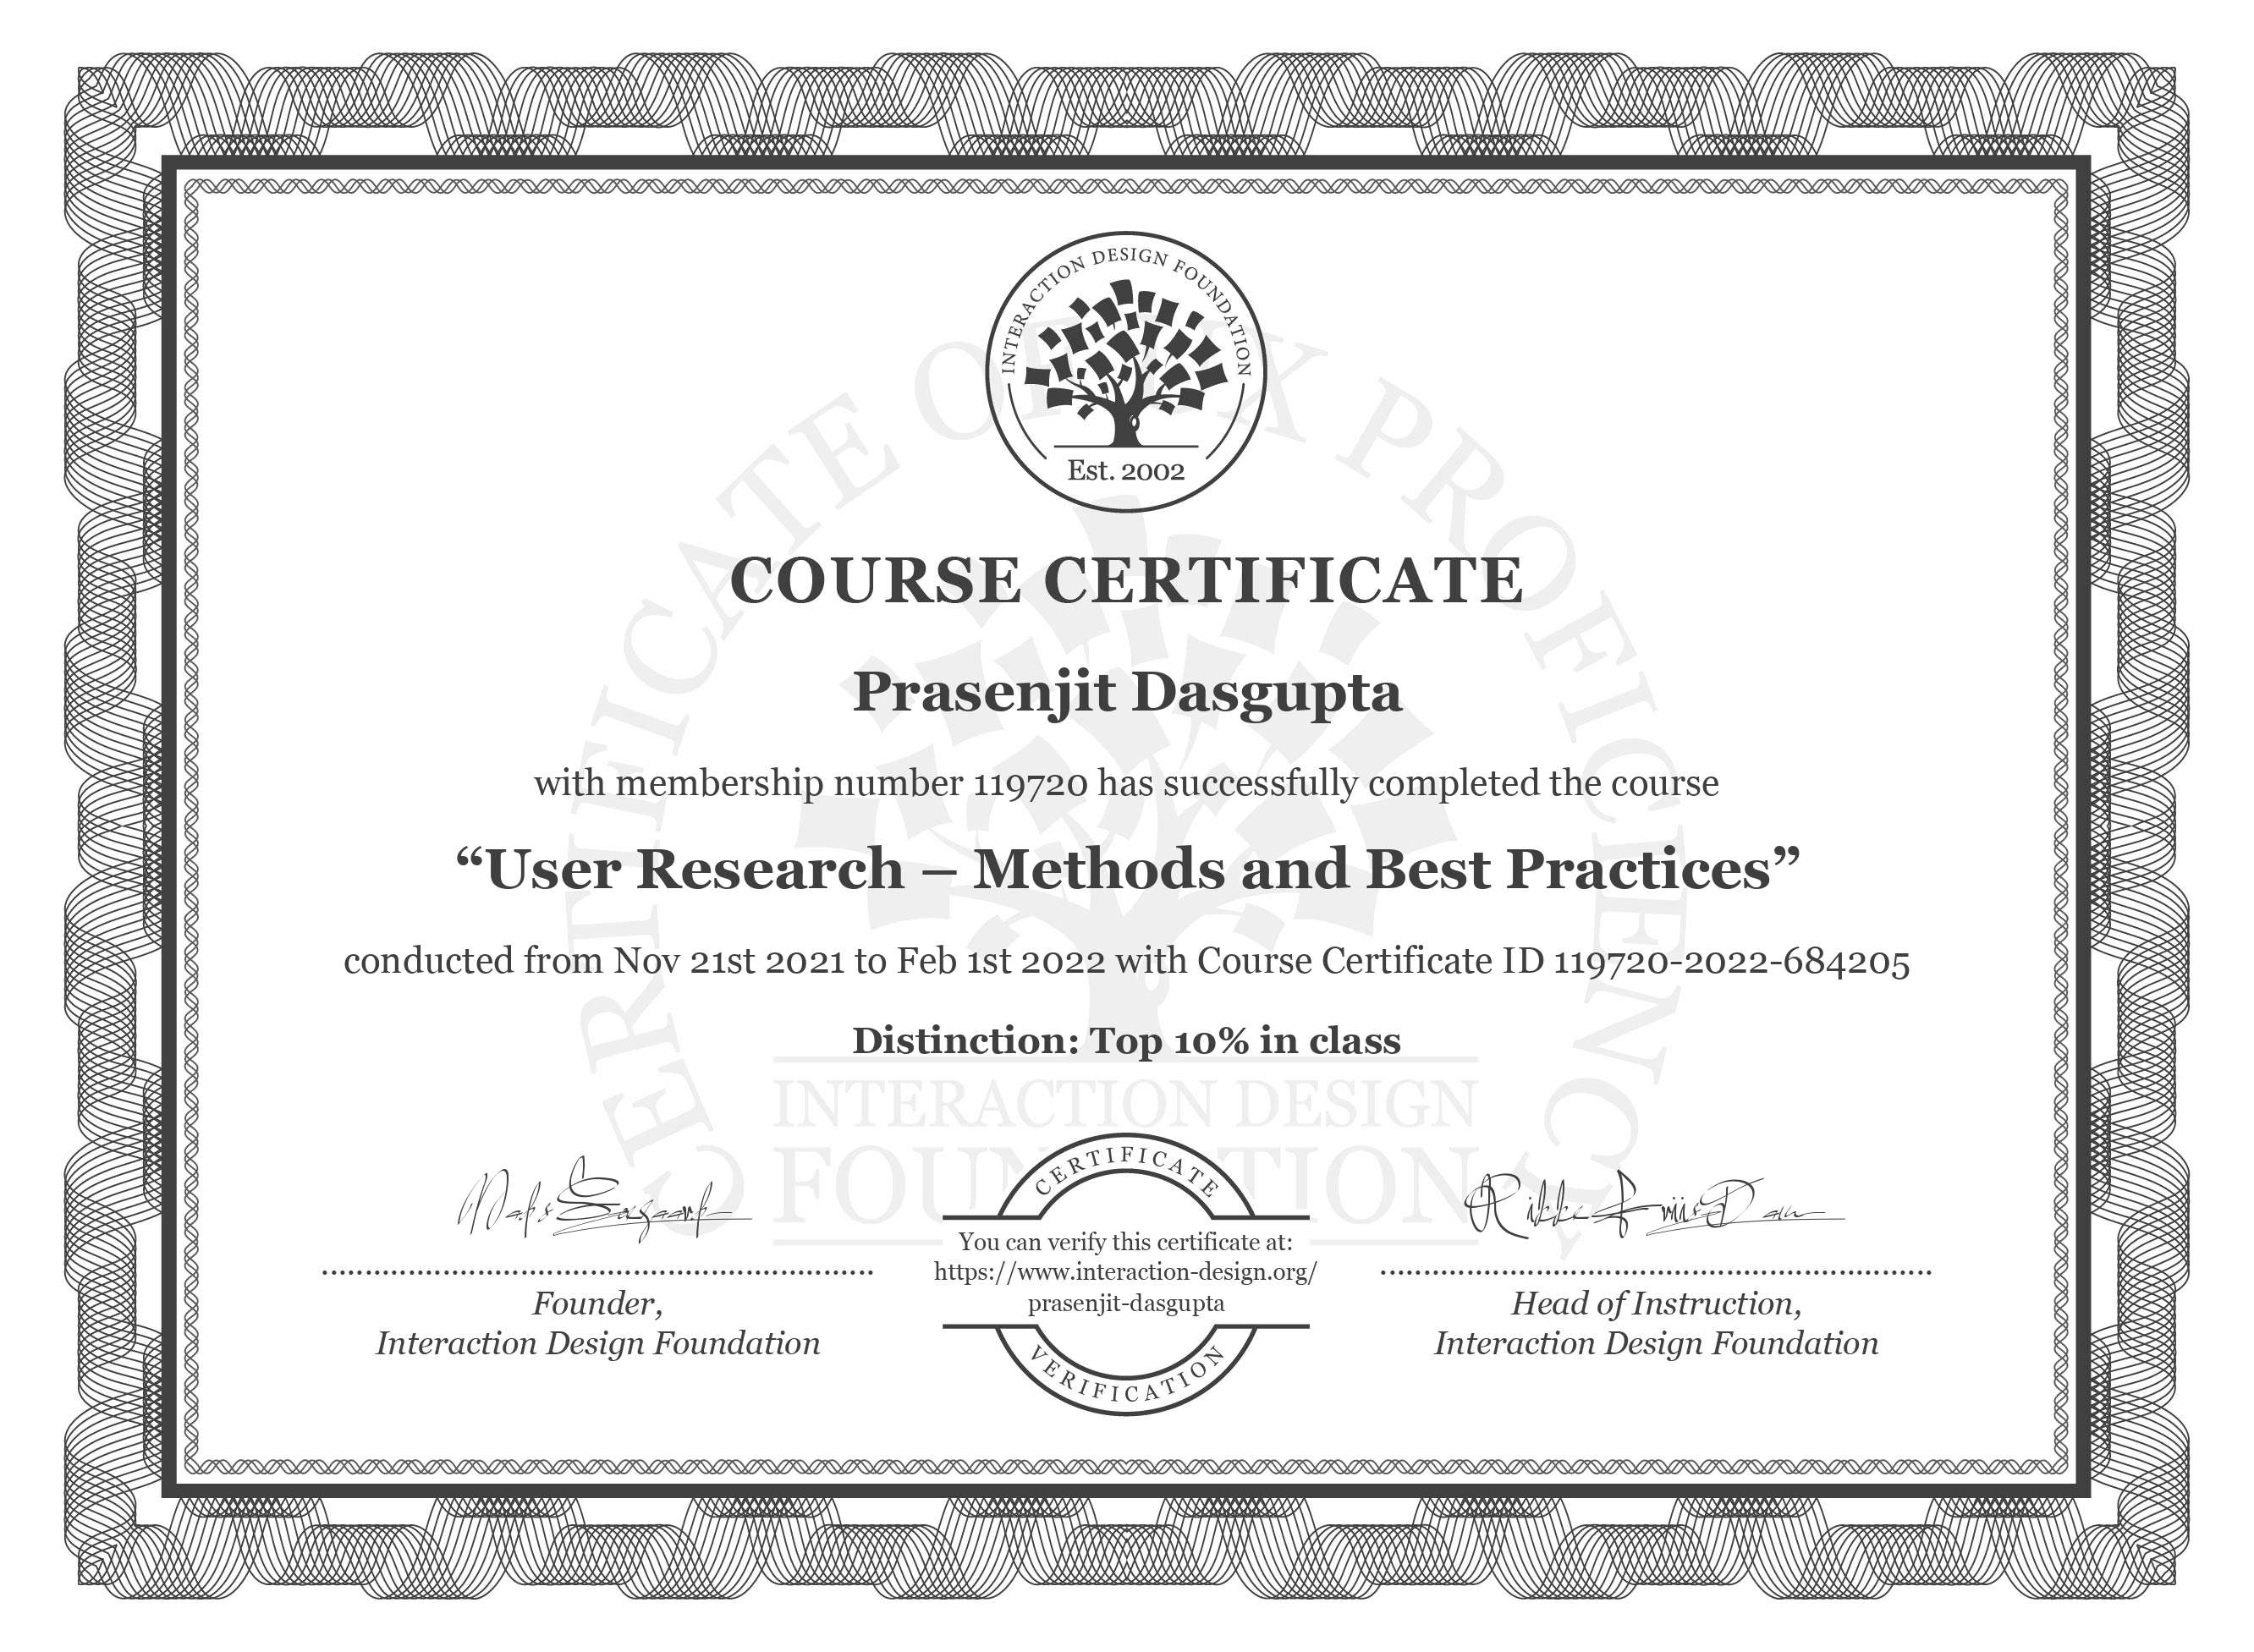 INTERACTION DESIGN FOUNDATION
Est. 2002
CERTIFICATE OF UX PROFICIENCY
COURSE CERTIFICATE
Prasenjit Dasgupta
with membership number 119720 has successfully completed the course
“User Research – Methods and Best Practices”
conducted from Nov 21st 2021 to Feb 1st 2022 with Course Certificate ID 119720-2022-684205
Distinction: Top 10% in class
INTERACTION DESIGN
FOUNDATION
CERTIFICATE
You can verify this certificate at:
https://www.interaction-design.org/
prasenjit-dasgupta
VERIFICATION
Founder,
Interaction Design Foundation
Rikke Friis Dam
Head of Instruction,
Interaction Design Foundation